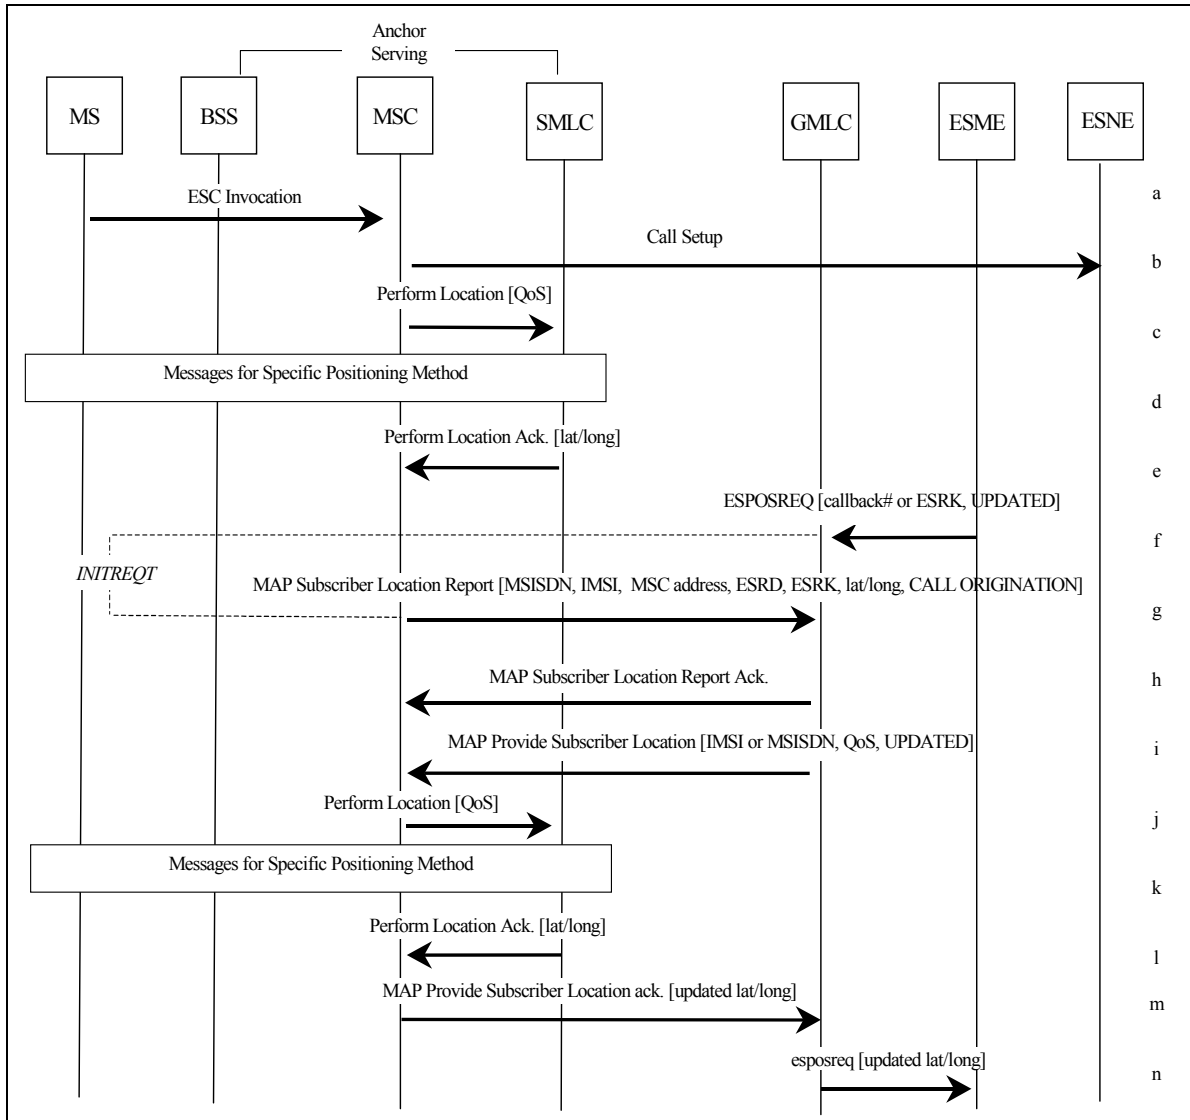 Anchor
Serving
MS BSS MSC SMLC GMLC ESME ESNE
ESC Invocation a
Call Setup
b
Perform Location [QoS]
c
Messages for Specific Positioning Method
d
Perform Location Ack. [lat/long]
e
ESPOSREQ [callback# or ESRK, UPDATED]
f
INITREQT
MAP Subscriber Location Report [MSISDN, IMSI, MSC address, ESRD, ESRK, lat/long, CALL ORIGINATION]
g
MAP Subscriber Location Report Ack. h
MAP Provide Subscriber Location [IMSI or MSISDN, QoS, UPDATED] i
Perform Location [QoS]
j
Messages for Specific Positioning Method
k
Perform Location Ack. [lat/long]
l
MAP Provide Subscriber Location ack. [updated lat/long]
m
esposreq [updated lat/long]
n